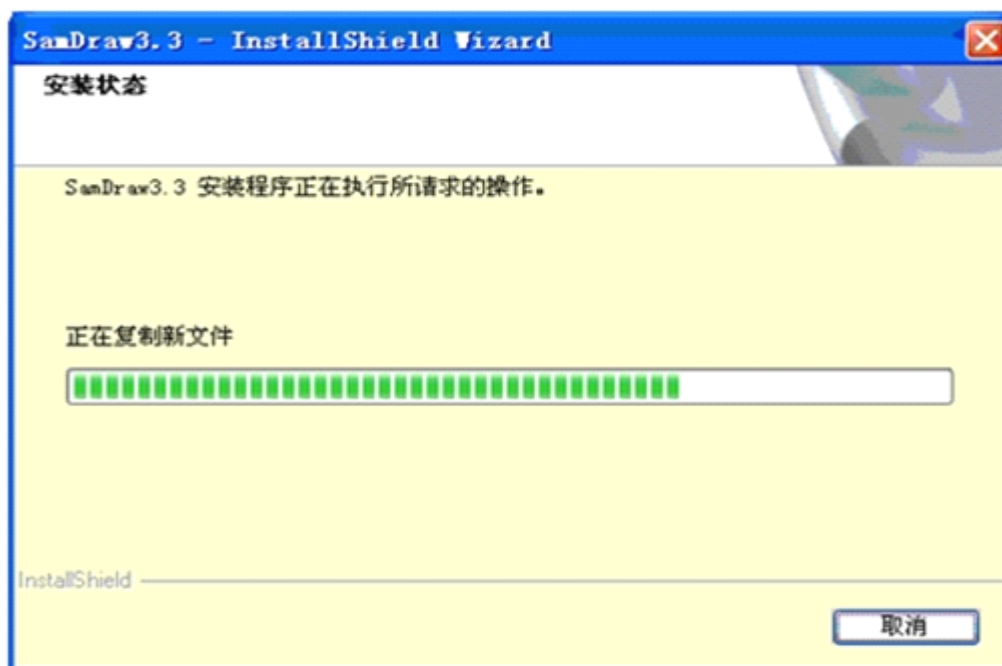 SamDraw3.3 - InstallShield Wizard
安装状态
SamDraw3.3 安装程序正在执行所请求的操作。
正在复制新文件
InstallShield
取消